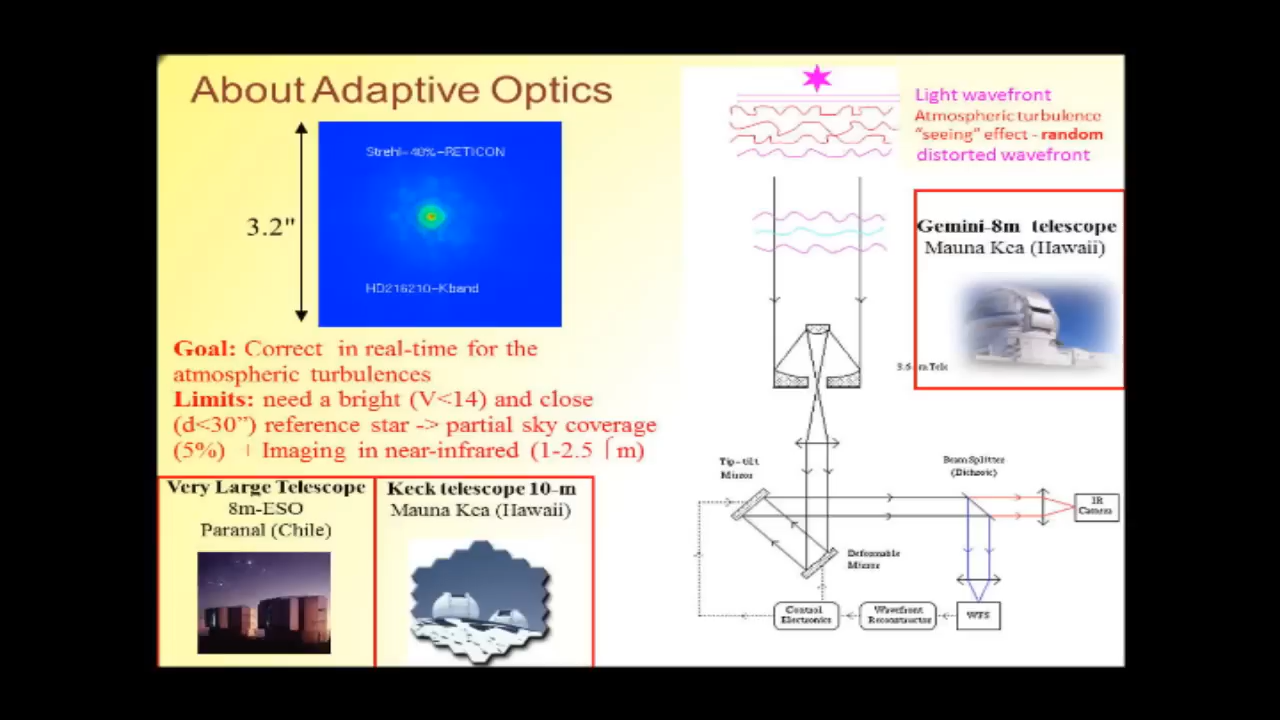 About Adaptive Optics
3.2"
Strehl-40%-RETICON
HD216210-Kband
Goal: Correct in real-time for the
atmospheric turbulences
Limits: need a bright (V<14) and close
(d<30”) reference star -> partial sky coverage
(5%) + Imaging in near-infrared (1-2.5 ⌠m)
Very Large Telescope
8m-ESO
Paranal (Chile)
Keck telescope 10-m
Mauna Kea (Hawaii)
Light wavefront
Atmospheric turbulence
“seeing” effect - random
distorted wavefront
Gemini-8m telescope
Mauna Kea (Hawaii)
3.6 m Tele
Tip-tilt
Mirror
Beam Splitter
(Dichroic)
IR
Camera
Deformable
Mirror
Control
Electronics
Wavefront
Reconstructor
WFS